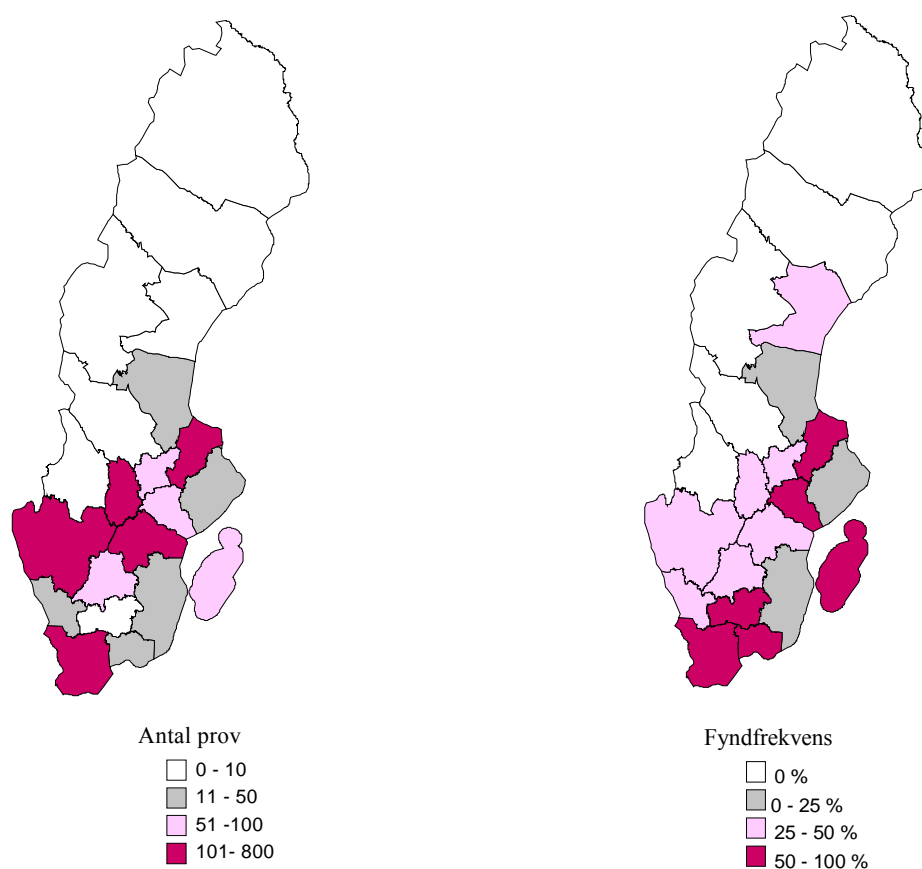 Antal prov
0 - 10
11 - 50
51 -100
101- 800
Fyndfrekvens
0 %
0 - 25 %
25 - 50 %
50 - 100 %